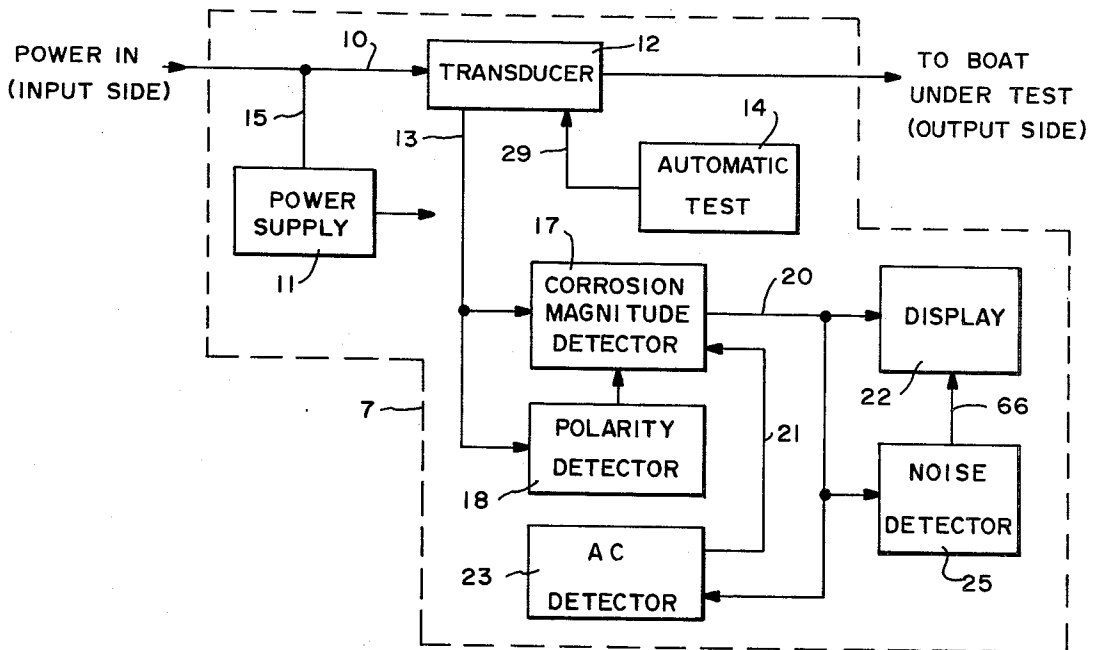 POWER IN
(INPUT SIDE)
10
12
TRANSDUCER
TO BOAT
UNDER TEST
(OUTPUT SIDE)
15
13
29
14
AUTOMATIC
TEST
POWER
SUPPLY
11
17
CORROSION
MAGNITUDE
DETECTOR
20
DISPLAY
22
7
POLARITY
DETECTOR
18
21
66
NOISE
DETECTOR
25
23
AC
DETECTOR